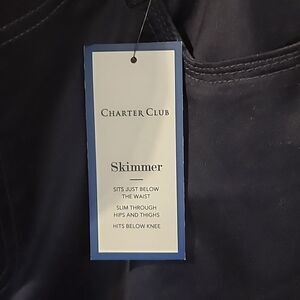 CHARTER CLUB
Skimmer
SITS JUST BELOW
THE WAIST
SLIM THROUGH
HIPS AND THIGHS
HITS BELOW KNEE